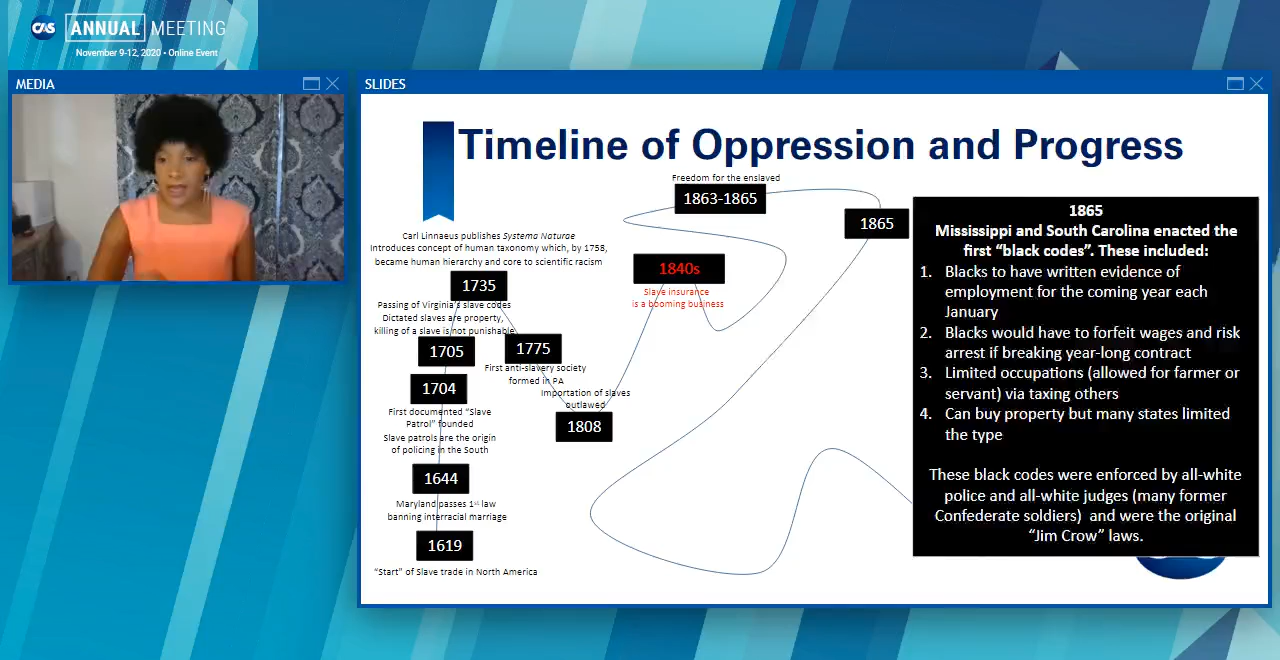 CAS ANNUAL MEETING
November 9-12, 2020 • Online Event
MEDIA
SLIDES
Timeline of Oppression and Progress
Freedom for the enslaved
1863-1865
1865
Carl Linnaeus publishes Systema Naturae
Introduces concept of human taxonomy which, by 1758,
became human hierarchy and core to scientific racism
1735
1840s
Slave insurance
is a booming business
Passing of Virginia's slave codes
Dictated slaves are property,
killing of a slave is not punishable
1705
1775
First anti-slavery society
formed in PA
1704
Importation of slaves
outlawed
1808
First documented “Slave
Patrol” founded
Slave patrols are the origin
of policing in the South
1644
Maryland passes 1st law
banning interracial marriage
1619
“Start” of Slave trade in North America
1865
Mississippi and South Carolina enacted the
first “black codes”. These included:
1. Blacks to have written evidence of
employment for the coming year each
January
2. Blacks would have to forfeit wages and risk
arrest if breaking year-long contract
3. Limited occupations (allowed for farmer or
servant) via taxing others
4. Can buy property but many states limited
the type
These black codes were enforced by all-white
police and all-white judges (many former
Confederate soldiers) and were the original
“Jim Crow” laws.